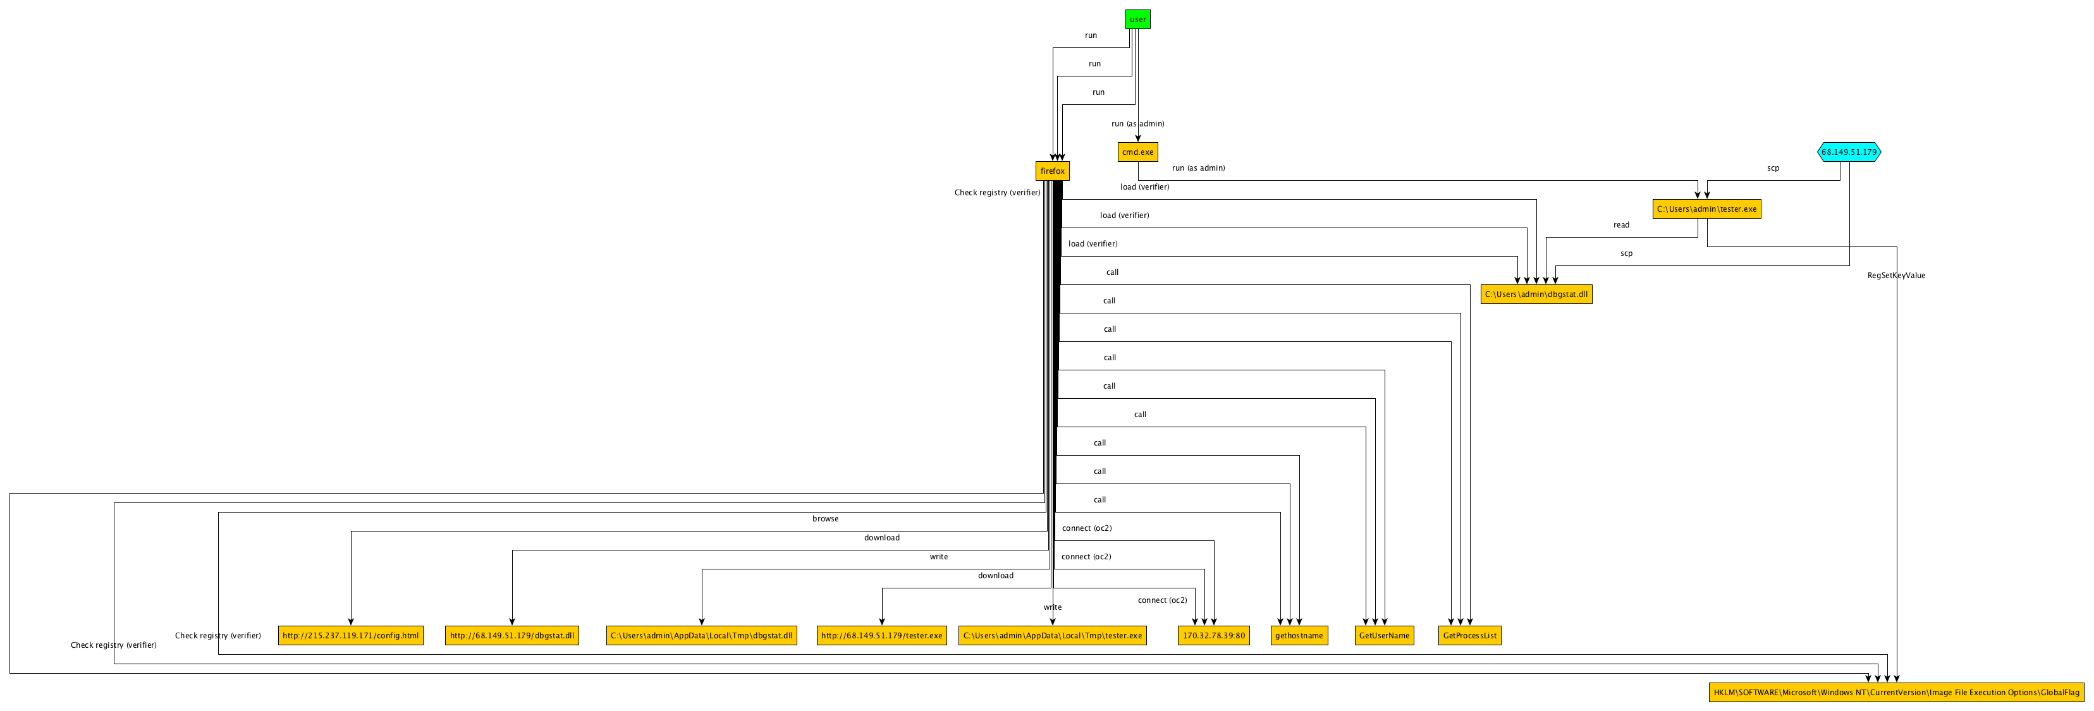 user
run
run
run
run (as admin)
cmd.exe
68.149.51.179
firefox
run (as admin)
scp
Check registry (verifier)
load (verifier)
C:\Users\admin\tester.exe
load (verifier)
read
load (verifier)
scp
call
RegSetKeyValue
C:\Users\admin\dbgstat.dll
call
call
call
call
call
call
call
call
browse
connect (oc2)
download
write
connect (oc2)
download
connect (oc2)
write
Check registry (verifier)
http://215.237.119.171/config.html
http://68.149.51.179/dbgstat.dll
C:\Users\admin\AppData\Local\Tmp\dbgstat.dll
http://68.149.51.179/tester.exe
C:\Users\admin\AppData\Local\Tmp\tester.exe
170.32.78.39:80
gethostname
GetUserName
GetProcessList
Check registry (verifier)
HKLM\SOFTWARE\Microsoft\Windows NT\CurrentVersion\Image File Execution Options\GlobalFlag